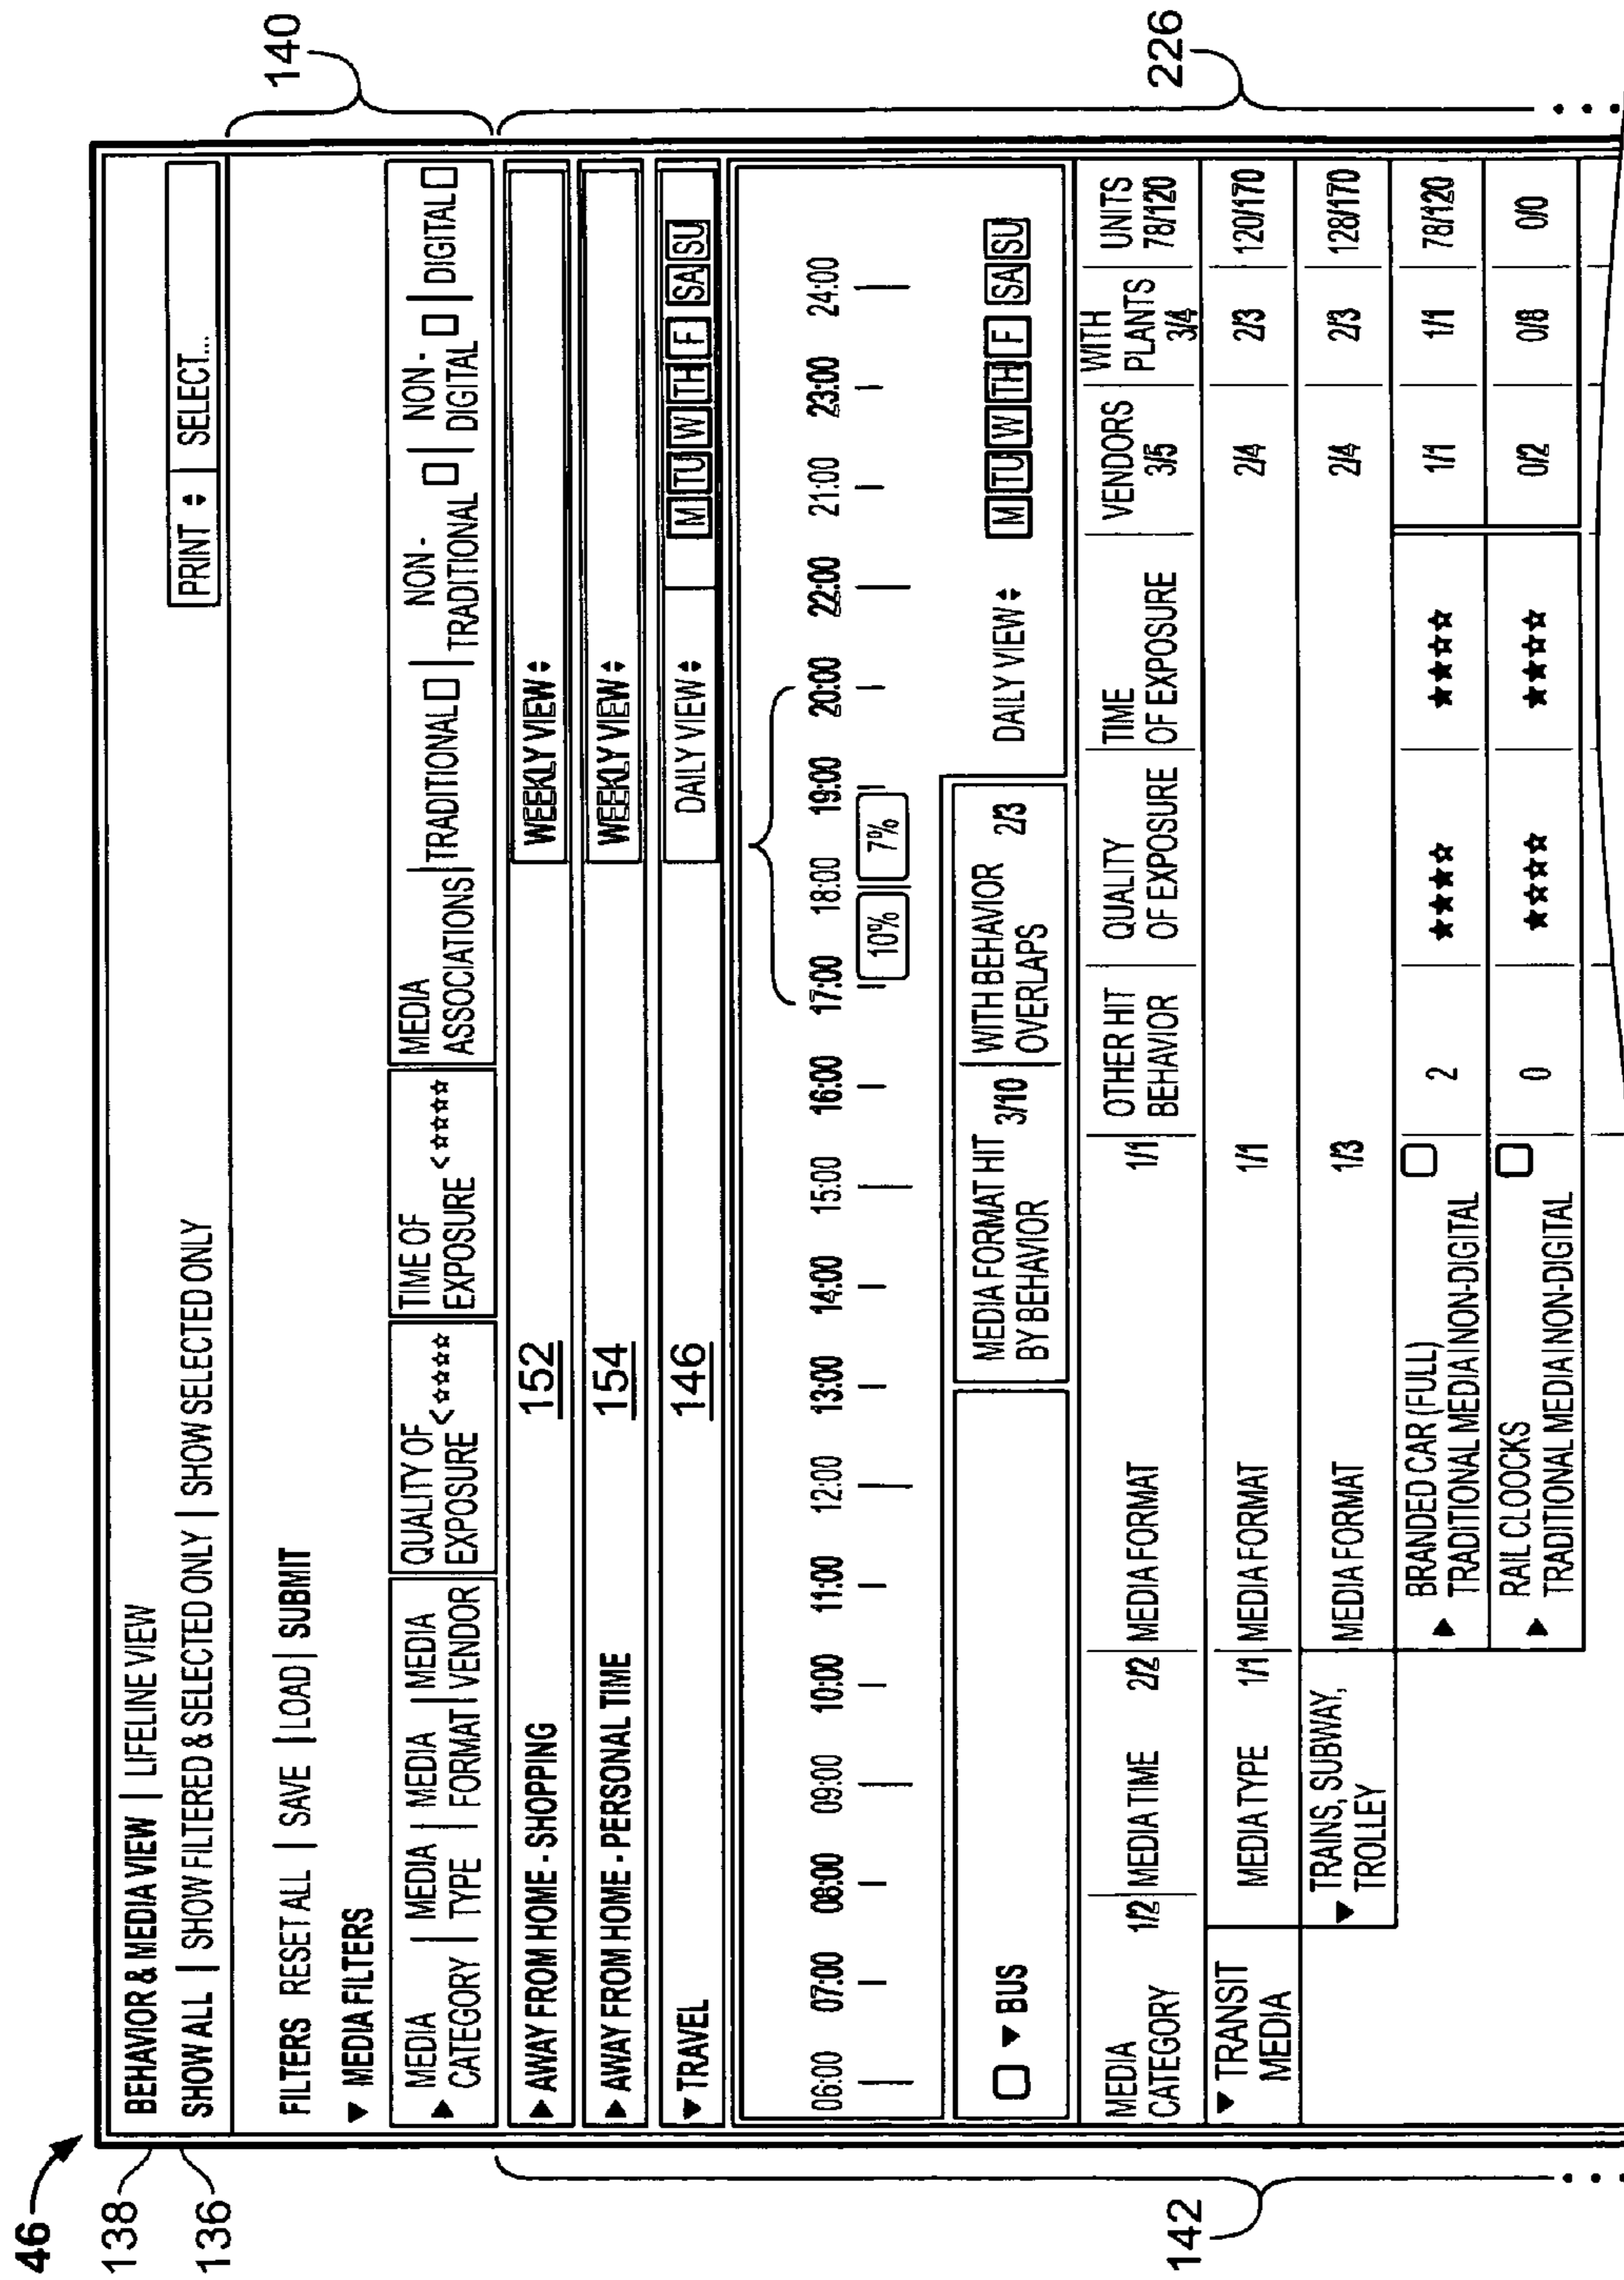 46
138
136
BEHAVIOR & MEDIA VIEW | LIFELINE VIEW
SHOW ALL | SHOW FILTERED & SELECTED ONLY | SHOW SELECTED ONLY
PRINT SELECT...
140
FILTERS RESET ALL | SAVE | LOAD | SUBMIT
▼ MEDIA FILTERS
▶ MEDIA CATEGORY | MEDIA TYPE | MEDIA FORMAT | MEDIA VENDOR
QUALITY OF EXPOSURE <☆☆☆☆
TIME OF EXPOSURE <☆☆☆☆
MEDIA ASSOCIATIONS | TRADITIONAL □ | NON-TRADITIONAL □ | NON-DIGITAL □ | DIGITAL □
▶ AWAY FROM HOME - SHOPPING 152 WEEKLY VIEW
▶ AWAY FROM HOME - PERSONAL TIME 154 WEEKLY VIEW
▼ TRAVEL 146 DAILY VIEW M TU W TH F SA SU
142
226
06:00 07:00 08:00 09:00 10:00 11:00 12:00 13:00 14:00 15:00 16:00 17:00 18:00 19:00 20:00 22:00 21:00 23:00 24:00
10% 7%
□ ▼ BUS
MEDIA FORMAT HIT BY BEHAVIOR 3/10 | WITH BEHAVIOR OVERLAPS 2/3
DAILY VIEW M TU W TH F SA SU
MEDIA CATEGORY 1/2 | MEDIA TIME 2/2 | MEDIA FORMAT 1/1 | OTHER HIT BEHAVIOR | QUALITY OF EXPOSURE | TIME OF EXPOSURE | VENDORS 3/5 | WITH PLANTS 3/4 | UNITS 78/120
▼ TRANSIT MEDIA | MEDIA TYPE 1/1 | MEDIA FORMAT 1/1 2/4 2/3 120/170
▼ TRAINS, SUBWAY, TROLLEY | MEDIA FORMAT 1/3 2/4 2/3 128/170
▶ BRANDED CAR (FULL) □ 2 ★★★★☆ ★★☆☆ 1/1 1/1 78/120
TRADITIONAL MEDIA | NON-DIGITAL
▶ RAIL CLOOCKS □ 0 ★☆☆☆ ★★☆☆ 0/2 0/8 0/0
TRADITIONAL MEDIA | NON-DIGITAL